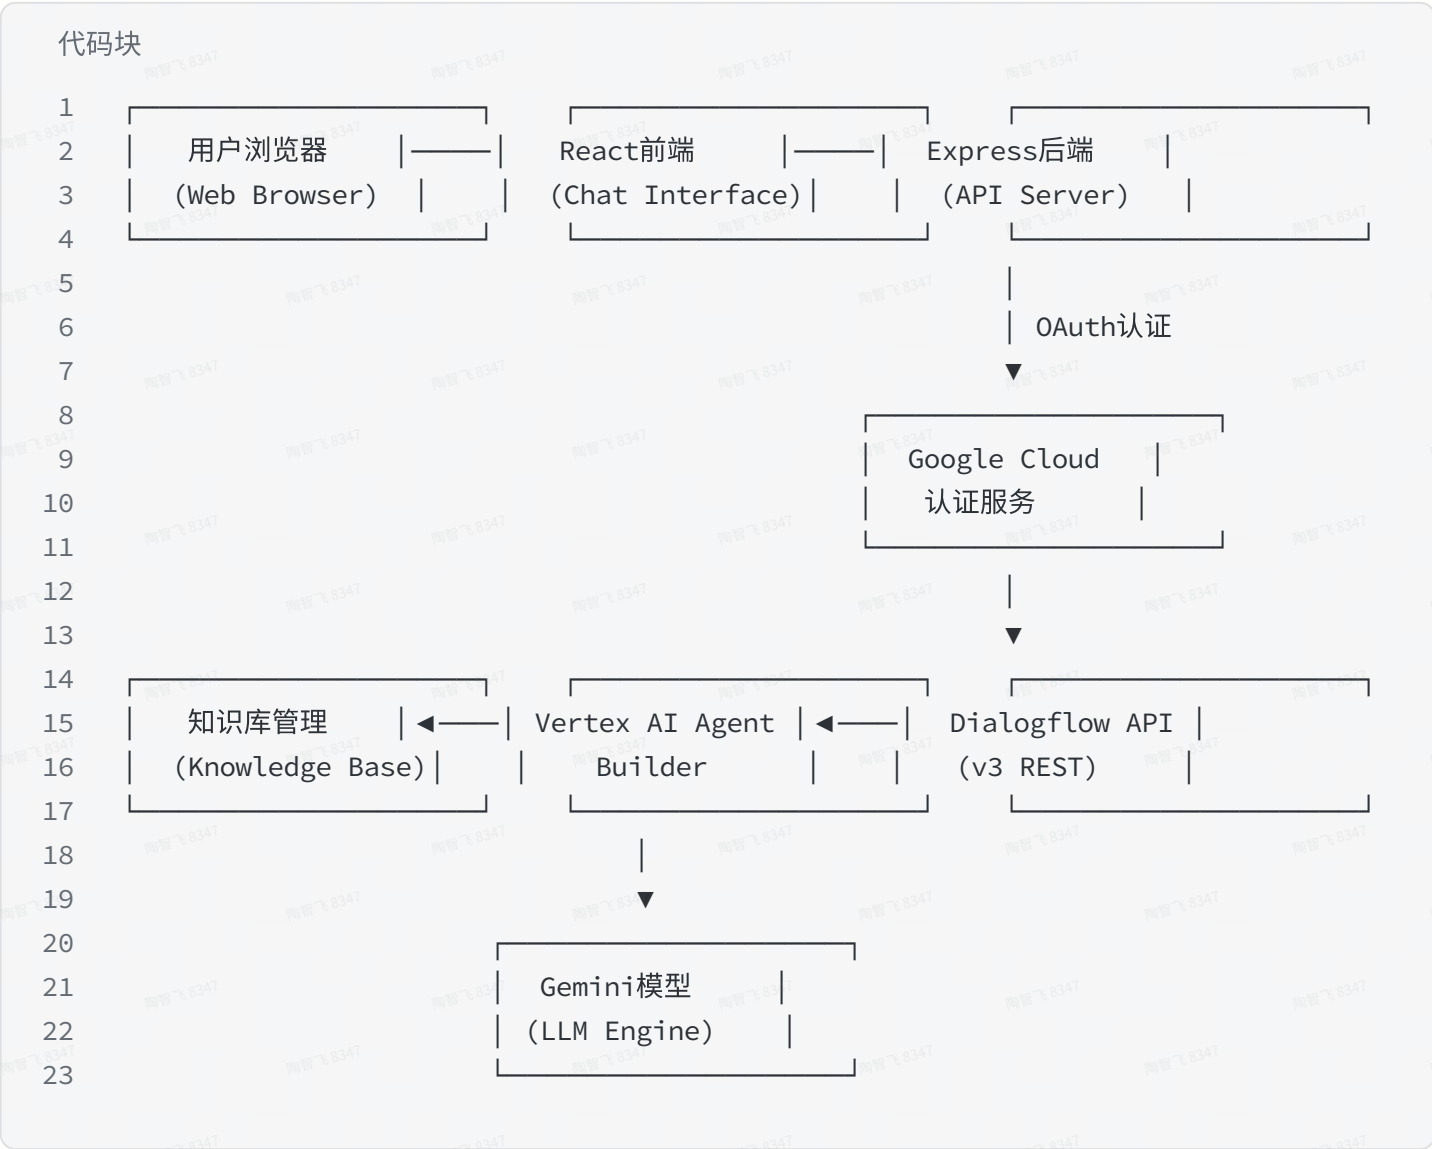 代码块
1
2 用户浏览器 React前端 Express后端
3 (Web Browser) (Chat Interface) (API Server)
4
5
6 OAuth认证
7 ▼
8
9 Google Cloud
10 认证服务
11
12
13 ▼
14
15 知识库管理 ◄ Vertex AI Agent ◄ Dialogflow API
16 (Knowledge Base) Builder (v3 REST)
17
18
19 ▼
20
21 Gemini模型
22 (LLM Engine)
23
陶智飞 8347